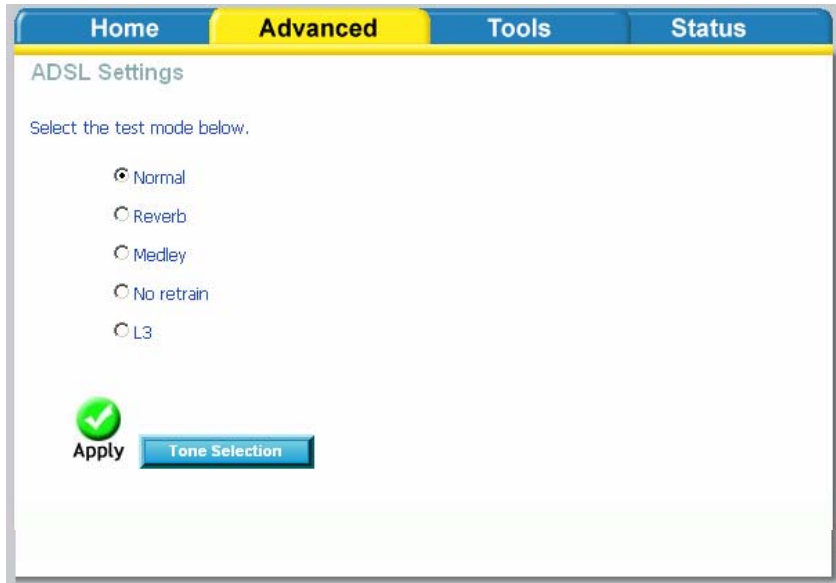 Home Advanced Tools Status
ADSL Settings
Select the test mode below.
Normal
Reverb
Medley
No retrain
L3
Apply Tone Selection